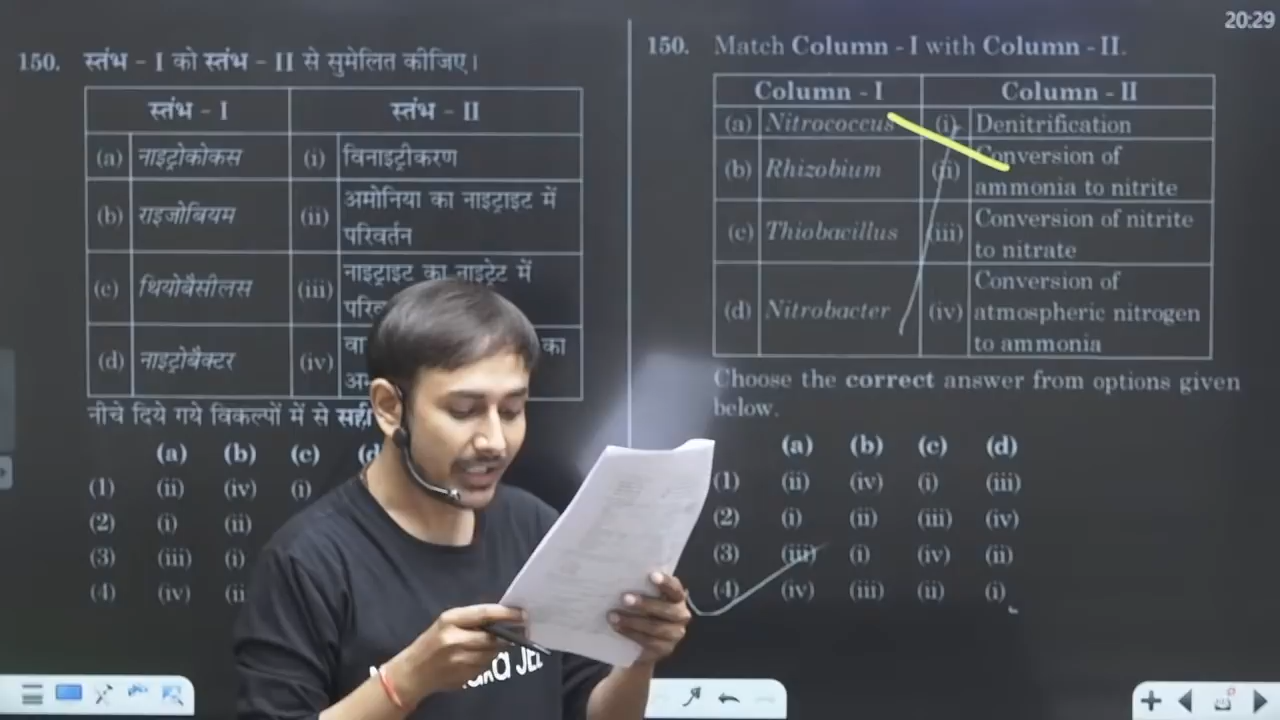 20:29
150. स्तंभ - I को स्तंभ - II से सुमेलित कीजिए।
स्तंभ - I स्तंभ - II
(a) नाइट्रोकोकस (i) विनाइट्रीकरण
(b) राइजोबियम (ii) अमोनिया का नाइट्राइट में
परिवर्तन
(c) थियोबैसीलस (iii) नाइट्राइट का नाइट्रेट में
(d) नाइट्रोबैक्टर (iv) का
नीचे दिये गये विकल्पों में से सही
(a) (b) (c)
(1) (ii) (iv) (i)
(2) (i) (ii)
(3) (iii) (i)
(4) (iv)
150. Match Column - I with Column - II.
Column - I Column - II
(a) Nitrococcus (i) Denitrification
(b) Rhizobium (ii) Conversion of
ammonia to nitrite
(c) Thiobacillus (iii) Conversion of nitrite
to nitrate
(d) Nitrobacter (iv) Conversion of
atmospheric nitrogen
to ammonia
Choose the correct answer from options given
below.
(a) (b) (c) (d)
(1) (ii) (iv) (i) (iii)
(2) (i) (ii) (iii) (iv)
(3) (iii) (i) (iv) (ii)
(4) (iv) (iii) (ii) (i)